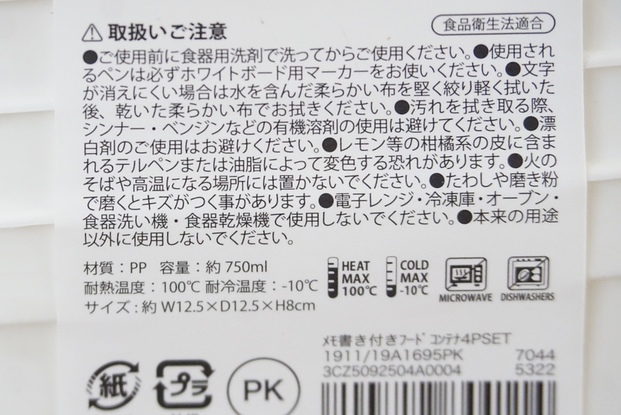 ⚠ 取扱いご注意
食品衛生法適合
●ご使用前に食器用洗剤で洗ってからご使用ください。●使用され
るペンは必ずホワイトボード用マーカーをお使いください。●文字
が消えにくい場合は水を含んだ柔らかい布を堅く絞り軽く拭いた
後、乾いた柔らかい布でお拭きください。●汚れを拭き取る際、
シンナー・ベンジンなどの有機溶剤の使用は避けてください。●漂
白剤のご使用はお避けください。●レモン等の柑橘系の皮に含ま
れるテルペンまたは油脂によって変色する恐れがあります。●火の
そばや高温になる場所には置かないでください。●たわしや磨き粉
で磨くとキズがつく事があります。●電子レンジ・冷凍庫・オーブン・
食器洗い機・食器乾燥機で使用しないでください。●本来の用途
以外に使用しないでください。
材質：PP 容量：約 750ml
耐熱温度：100℃ 耐冷温度：-10℃
サイズ：約 W12.5×D12.5×H8cm
HEAT
MAX
100℃
COLD
MAX
-10℃
MICROWAVE
DISHWASHERS
メモ書き付きフード コンテナ4PSET
1911/19A1695PK 7044
3CZ5092504A0004 5322
紙
プラ
PK